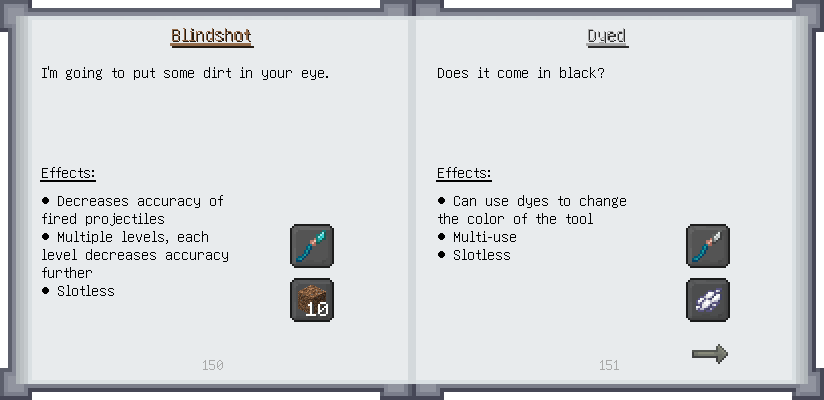 Blindshot
I'm going to put some dirt in your eye.
Effects:
• Decreases accuracy of
fired projectiles
• Multiple levels, each
level decreases accuracy
further
• Slotless
10
150
Dyed
Does it come in black?
Effects:
• Can use dyes to change
the color of the tool
• Multi-use
• Slotless
151